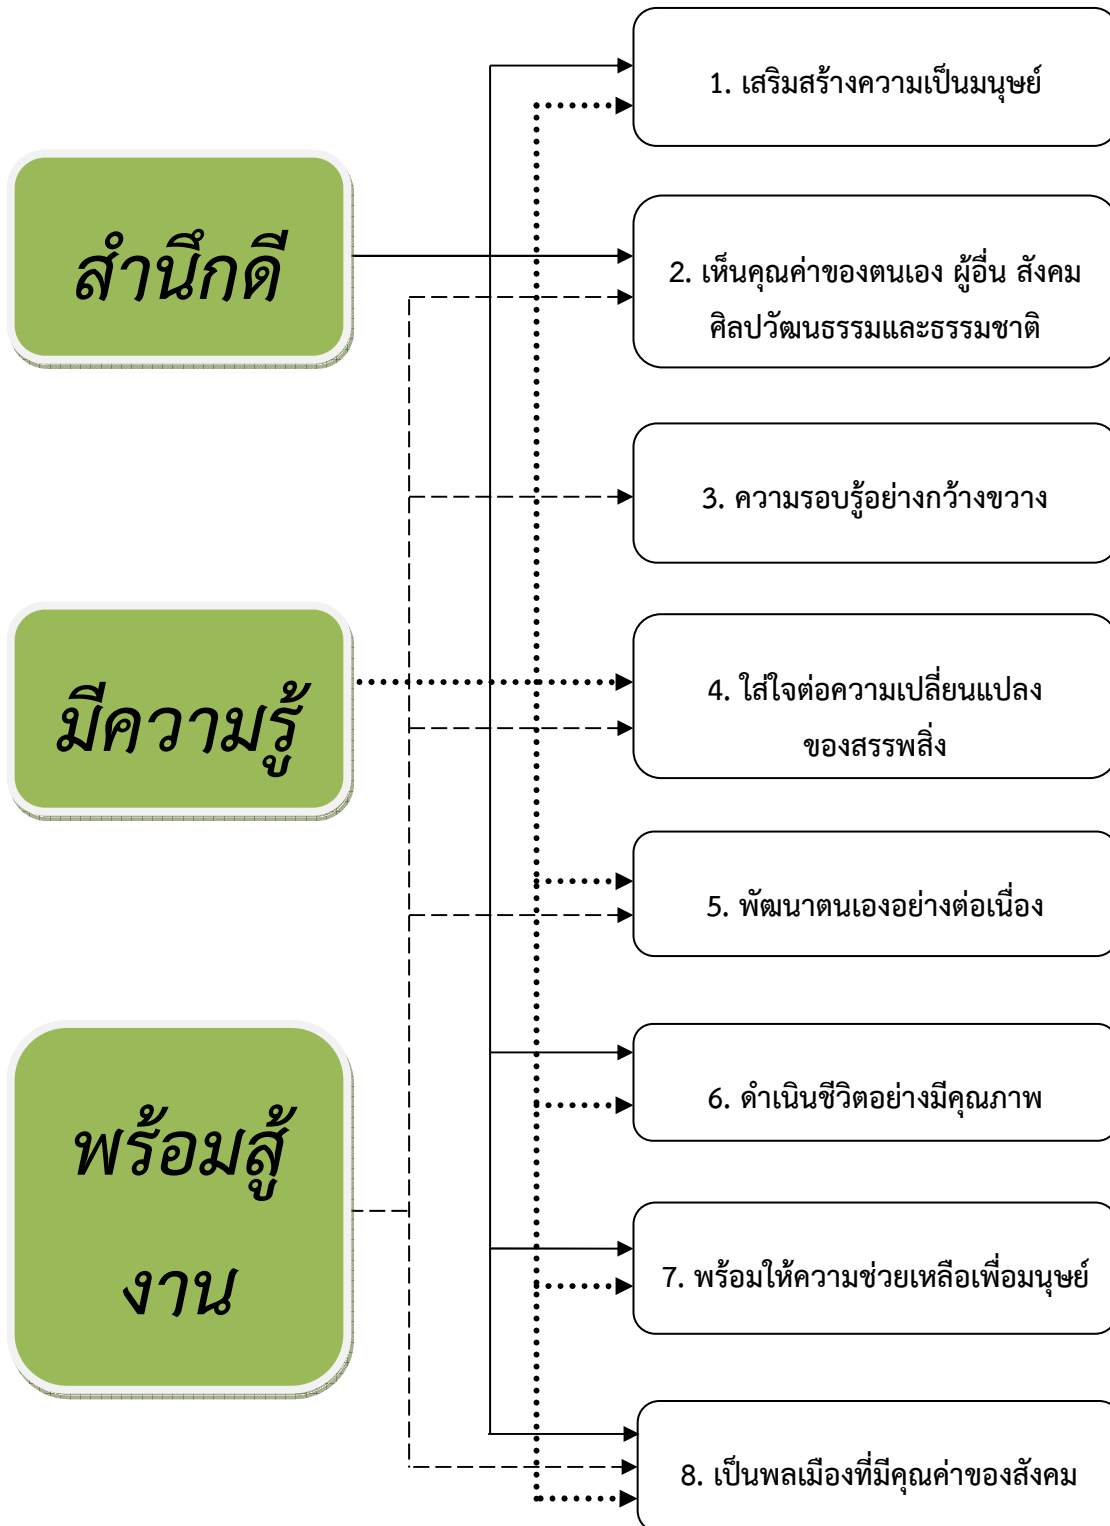 สำนึกดี
มีความรู้
พร้อมสู้
งาน
1. เสริมสร้างความเป็นมนุษย์
2. เห็นคุณค่าของตนเอง ผู้อื่น สังคม
ศิลปวัฒนธรรมและธรรมชาติ
3. ความรอบรู้อย่างกว้างขวาง
4. ใส่ใจต่อความเปลี่ยนแปลง
ของสรรพสิ่ง
5. พัฒนาตนเองอย่างต่อเนื่อง
6. ดำเนินชีวิตอย่างมีคุณภาพ
7. พร้อมให้ความช่วยเหลือเพื่อมนุษย์
8. เป็นพลเมืองที่มีคุณค่าของสังคม